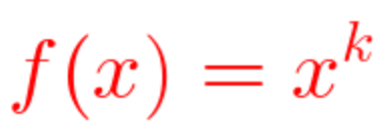 f(x) = x^k